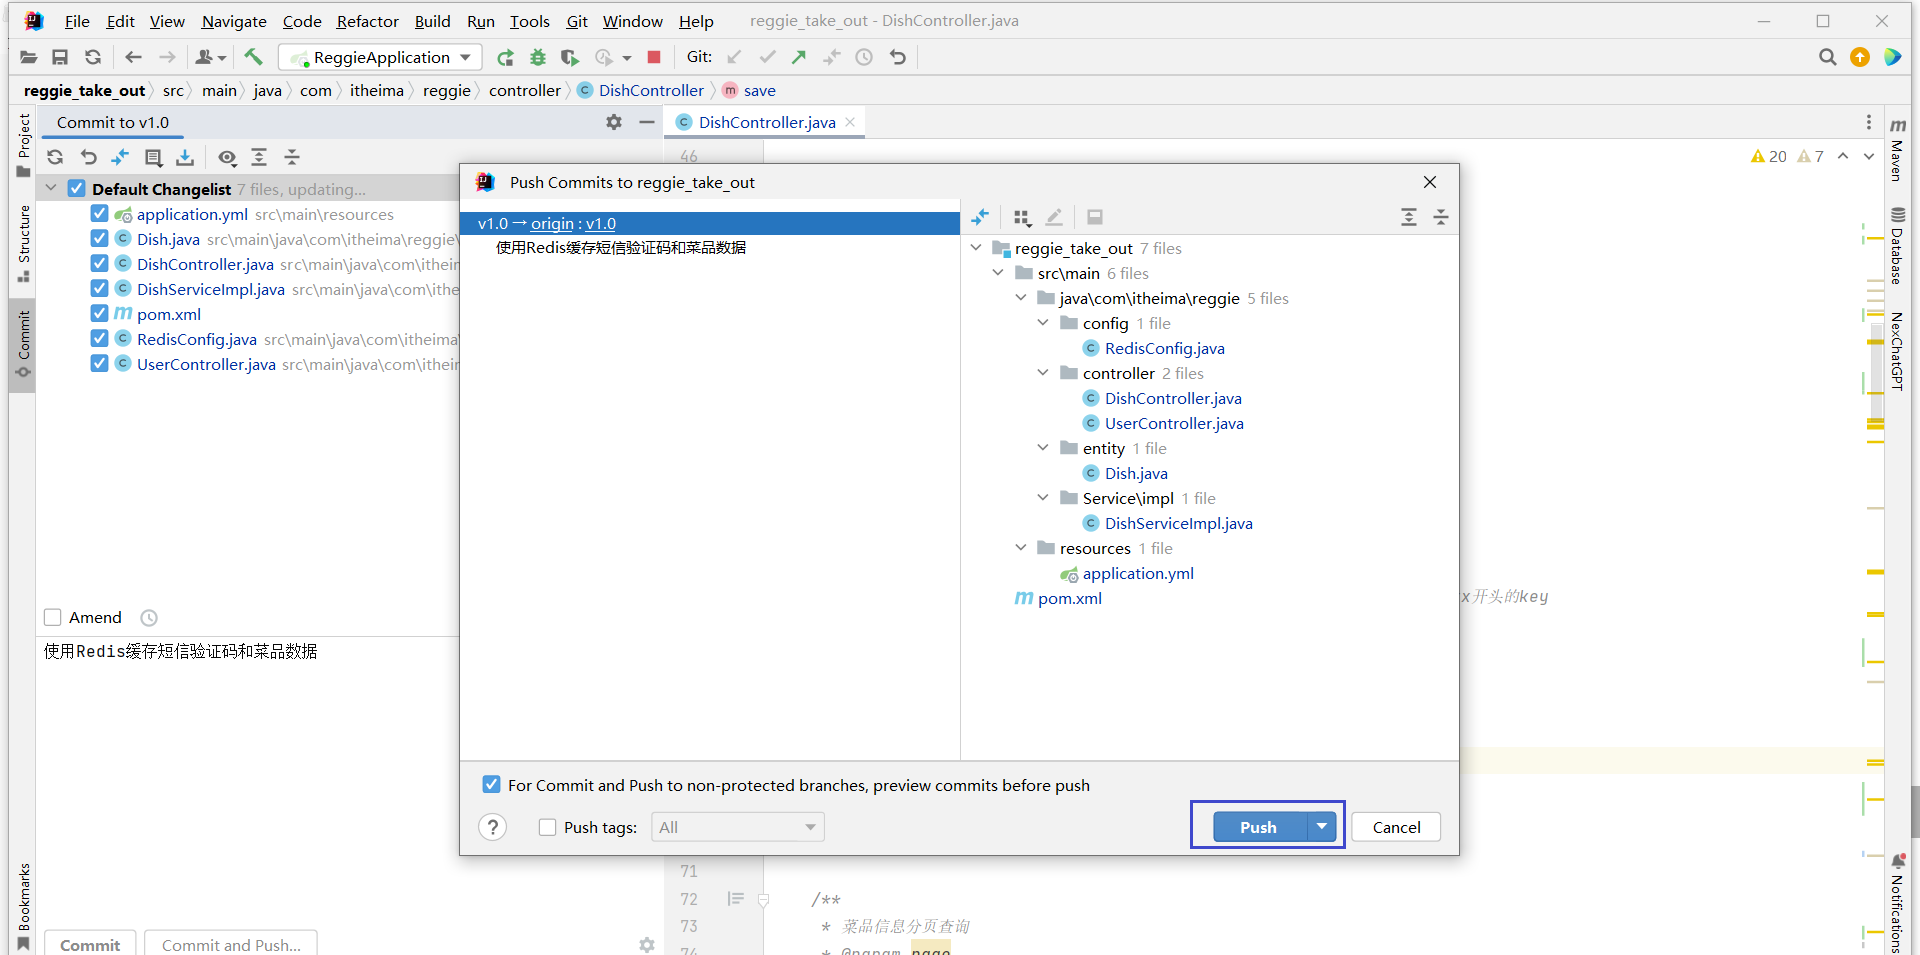 File Edit View Navigate Code Refactor Build Run Tools Git Window Help reggie_take_out - DishController.java
ReggieApplication Git:
reggie_take_out src main java com itheima reggie controller DishController save
Commit to v1.0
DishController.java
Project
Structure
Commit
Bookmarks
Default Changelist 7 files, updating...
application.yml src\main\resources
Dish.java src\main\java\com\itheima\reggie\
DishController.java src\main\java\com\itheim
DishServiceImpl.java src\main\java\com\ithe
pom.xml
RedisConfig.java src\main\java\com\itheima
UserController.java src\main\java\com\itheim
Amend
使用Redis缓存短信验证码和菜品数据
Commit Commit and Push...
46
20 7
Push Commits to reggie_take_out
v1.0 → origin : v1.0
使用Redis缓存短信验证码和菜品数据
reggie_take_out 7 files
src\main 6 files
java\com\itheima\reggie 5 files
config 1 file
RedisConfig.java
controller 2 files
DishController.java
UserController.java
entity 1 file
Dish.java
Service\impl 1 file
DishServiceImpl.java
resources 1 file
application.yml
pom.xml
For Commit and Push to non-protected branches, preview commits before push
? Push tags: All Push Cancel
x开头的key
71
72 /**
73 * 菜品信息分页查询
74 * @param page
Maven
Database
NexChatGPT
Notifications